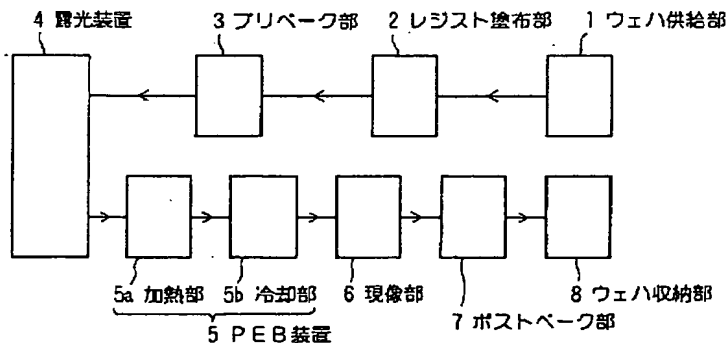 4 露光装置
3 プリベーク部
2 レジスト塗布部
1 ウェハ供給部
5a 加熱部
5b 冷却部
6 現像部
7 ポストベーク部
8 ウェハ収納部
5 PEB装置